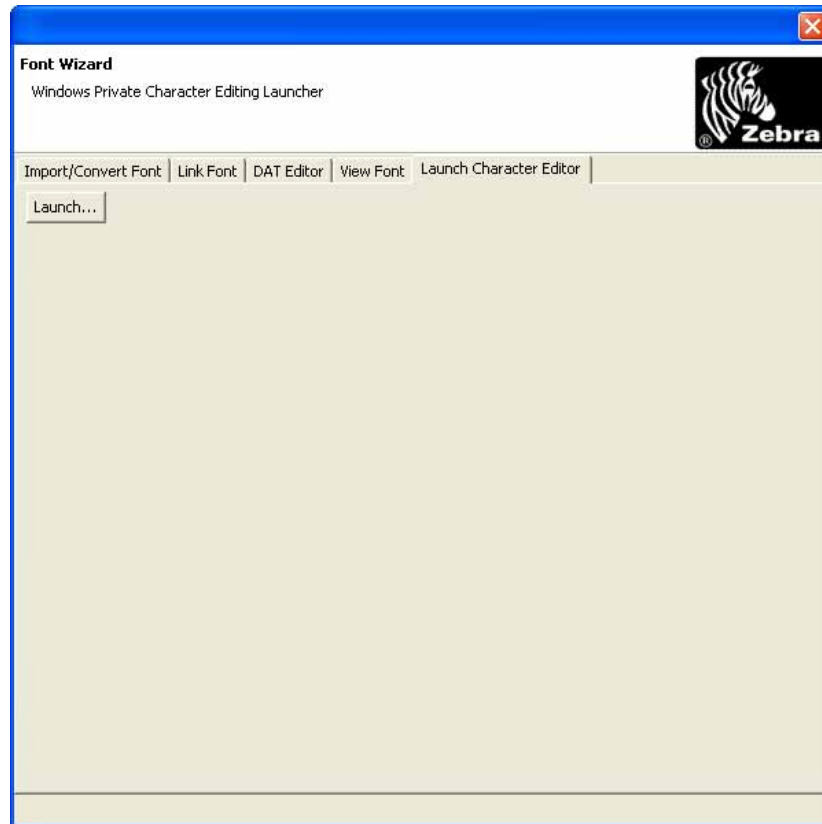 Font Wizard
Windows Private Character Editing Launcher
® Zebra
Import/Convert Font Link Font DAT Editor View Font Launch Character Editor
Launch...